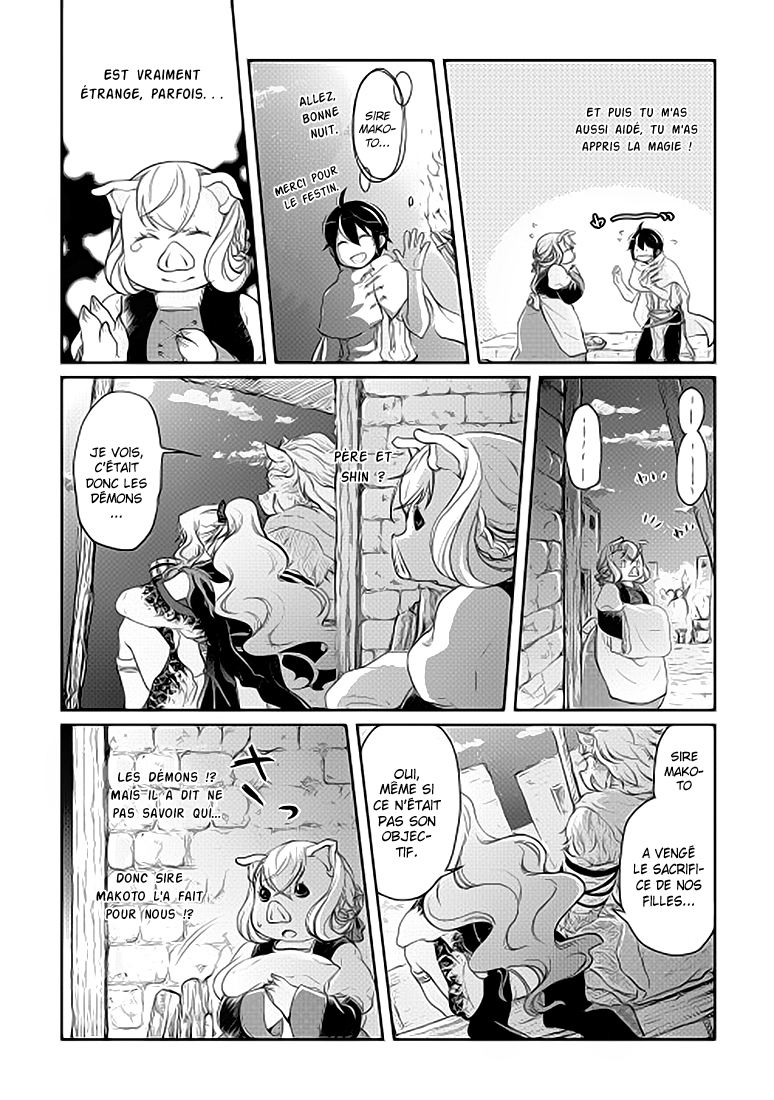 ET PUIS TU M'AS
AUSSI AIDÉ, TU M'AS
APPRIS LA MAGIE !
SIRE
MAKO-
TO...
ALLEZ,
BONNE
NUIT.
MERCI POUR
LE FESTIN.
EST VRAIMENT
ÉTRANGE, PARFOIS...
PÈRE ET
SHIN ?
JE VOIS,
C'ÉTAIT
DONC LES
DÉMONS
...
SIRE
MAKO-
TO
A VENGÉ
LE SACRIFI-
CE DE NOS
FILLES...
OUI,
MÊME SI
CE N'ÉTAIT
PAS SON
OBJEC-
TIF.
LES DÉMONS !?
MAIS IL A DIT NE
PAS SAVOIR QUI...
DONC SIRE
MAKOTO L'A FAIT
POUR NOUS !?